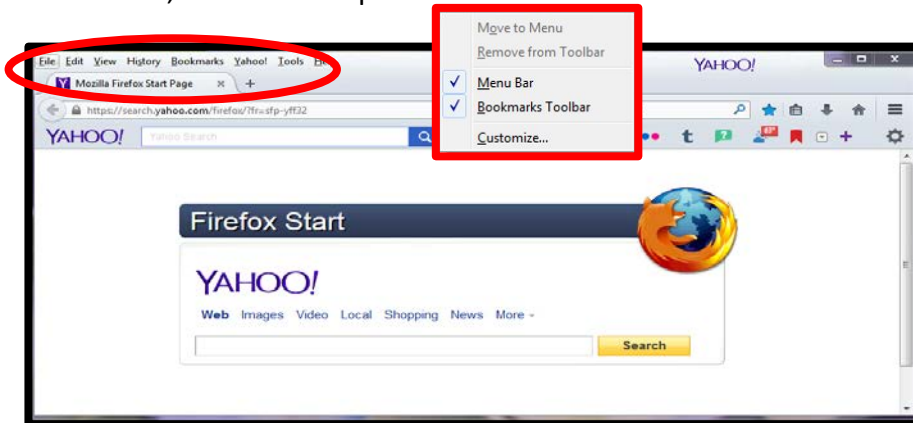 Move to Menu
Remove from Toolbar
Menu Bar
Bookmarks Toolbar
Customize...
File Edit View History Bookmarks Yahoo! Tools
YAHOO!
Mozilla Firefox Start Page
https://search.yahoo.com/firefox/?fr=sfp-yff32
YAHOO! Yahoo Search
Firefox Start
YAHOO!
Web Images Video Local Shopping News More
Search